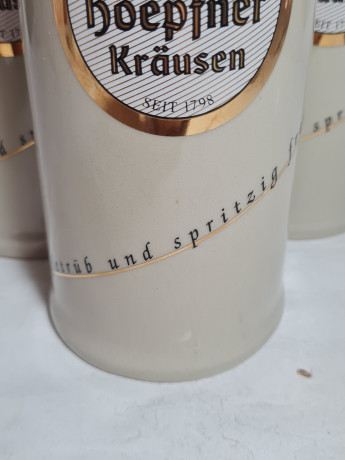 Hoepfner
Kräusen
SEIT 1798
trüb und spritzig